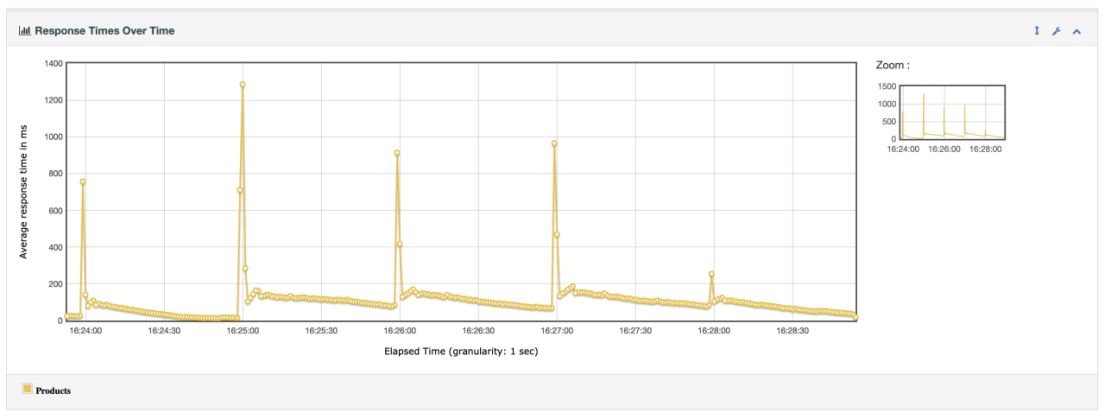 Response Times Over Time
Zoom :
1400
1200
1000
800
600
400
200
0
Average response time in ms
16:24:00 16:24:30 16:25:00 16:25:30 16:26:00 16:26:30 16:27:00 16:27:30 16:28:00 16:28:30
Elapsed Time (granularity: 1 sec)
1500
1000
500
0
16:24:00 16:26:00 16:28:00
Products